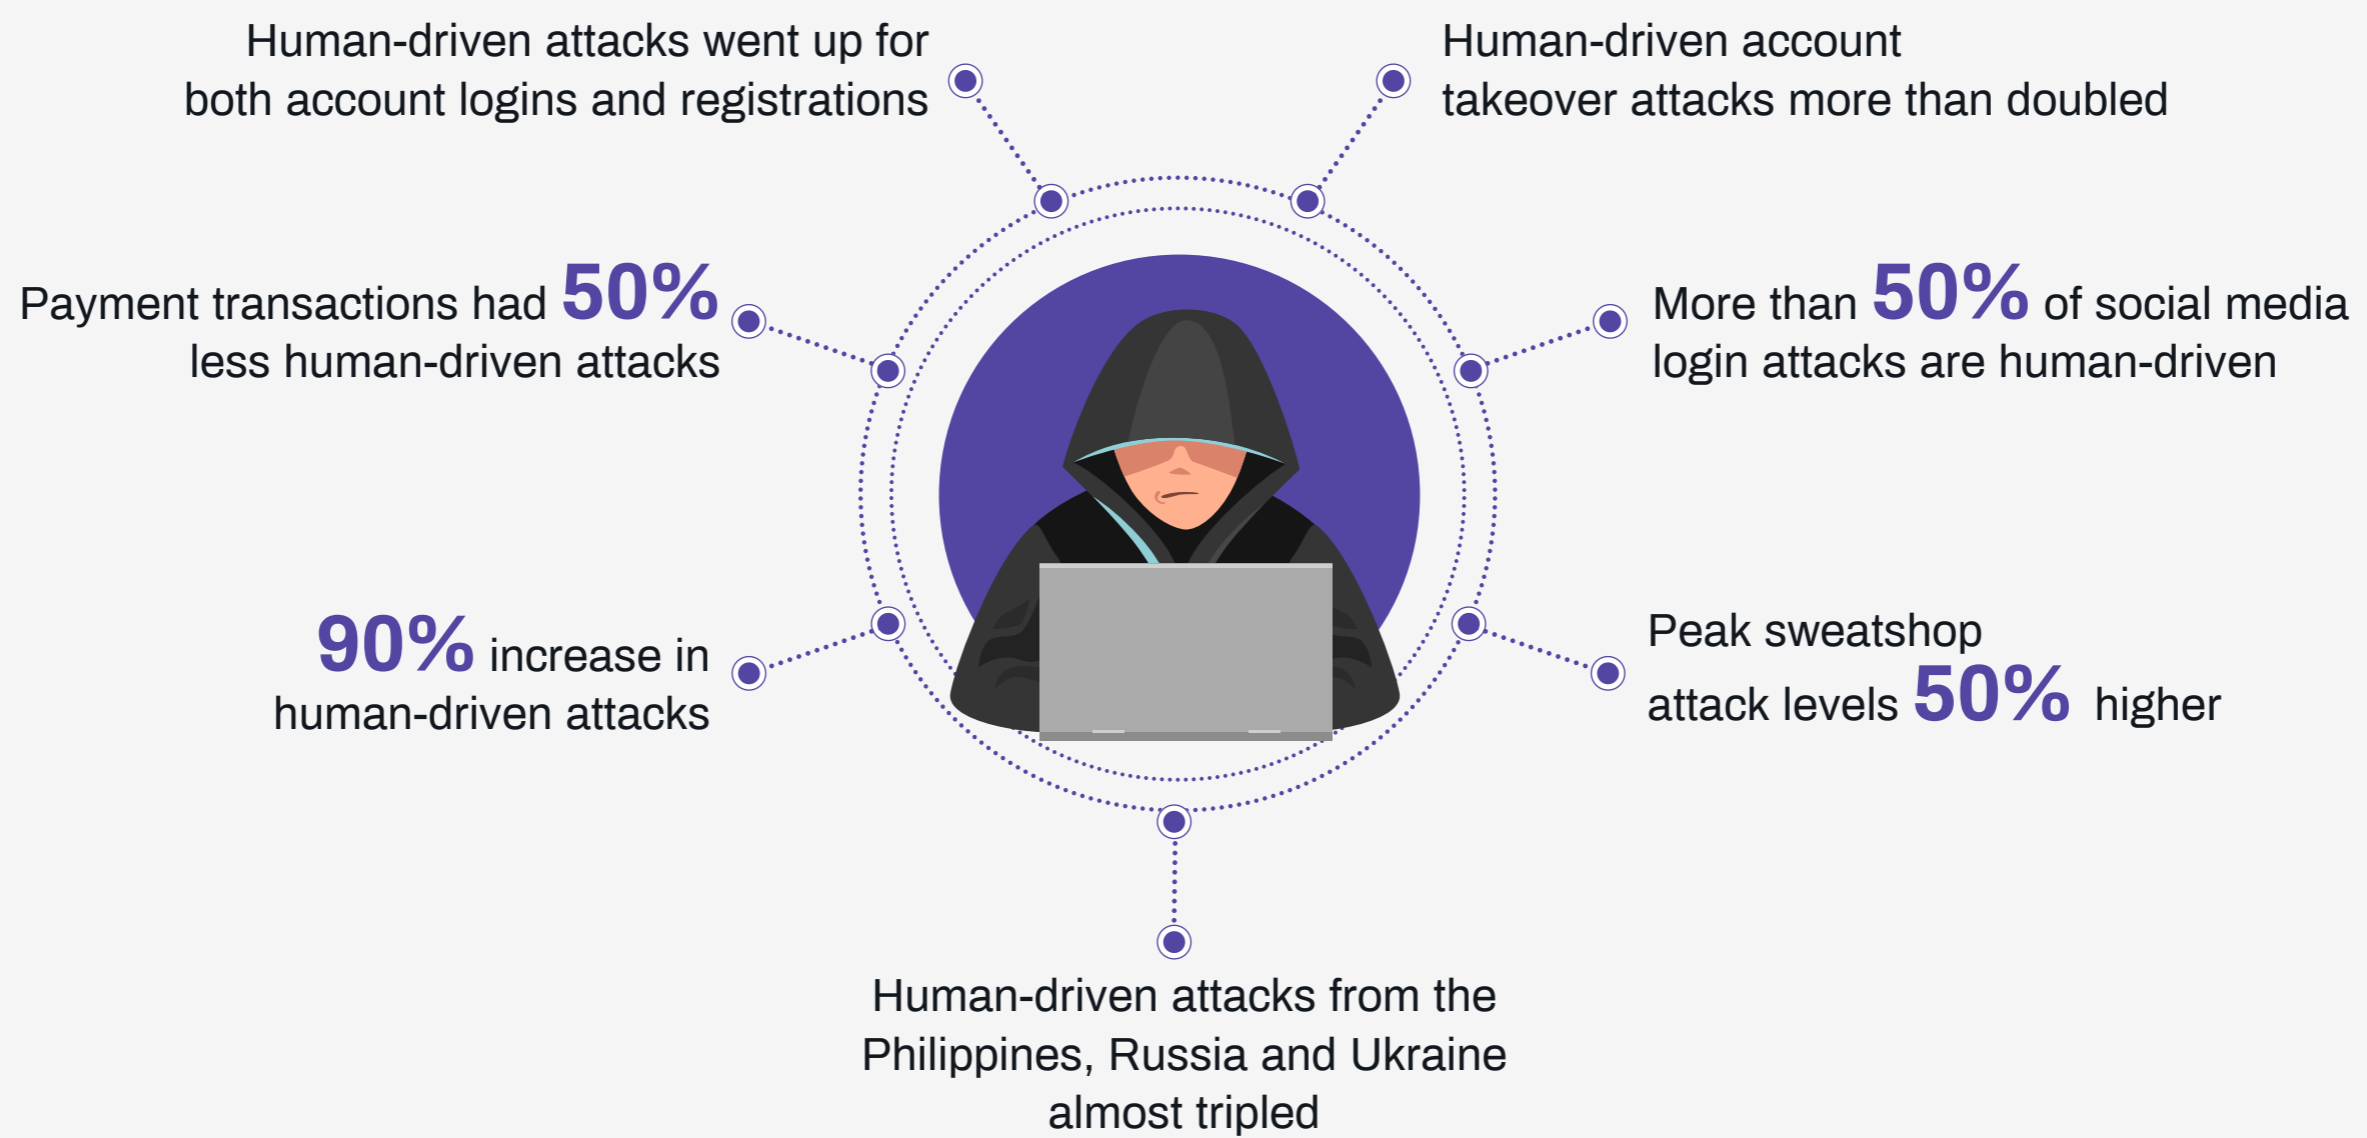 Human-driven attacks went up for
both account logins and registrations
Human-driven account
takeover attacks more than doubled
Payment transactions had 50%
less human-driven attacks
More than 50% of social media
login attacks are human-driven
90% increase in
human-driven attacks
Peak sweatshop
attack levels 50% higher
Human-driven attacks from the
Philippines, Russia and Ukraine
almost tripled